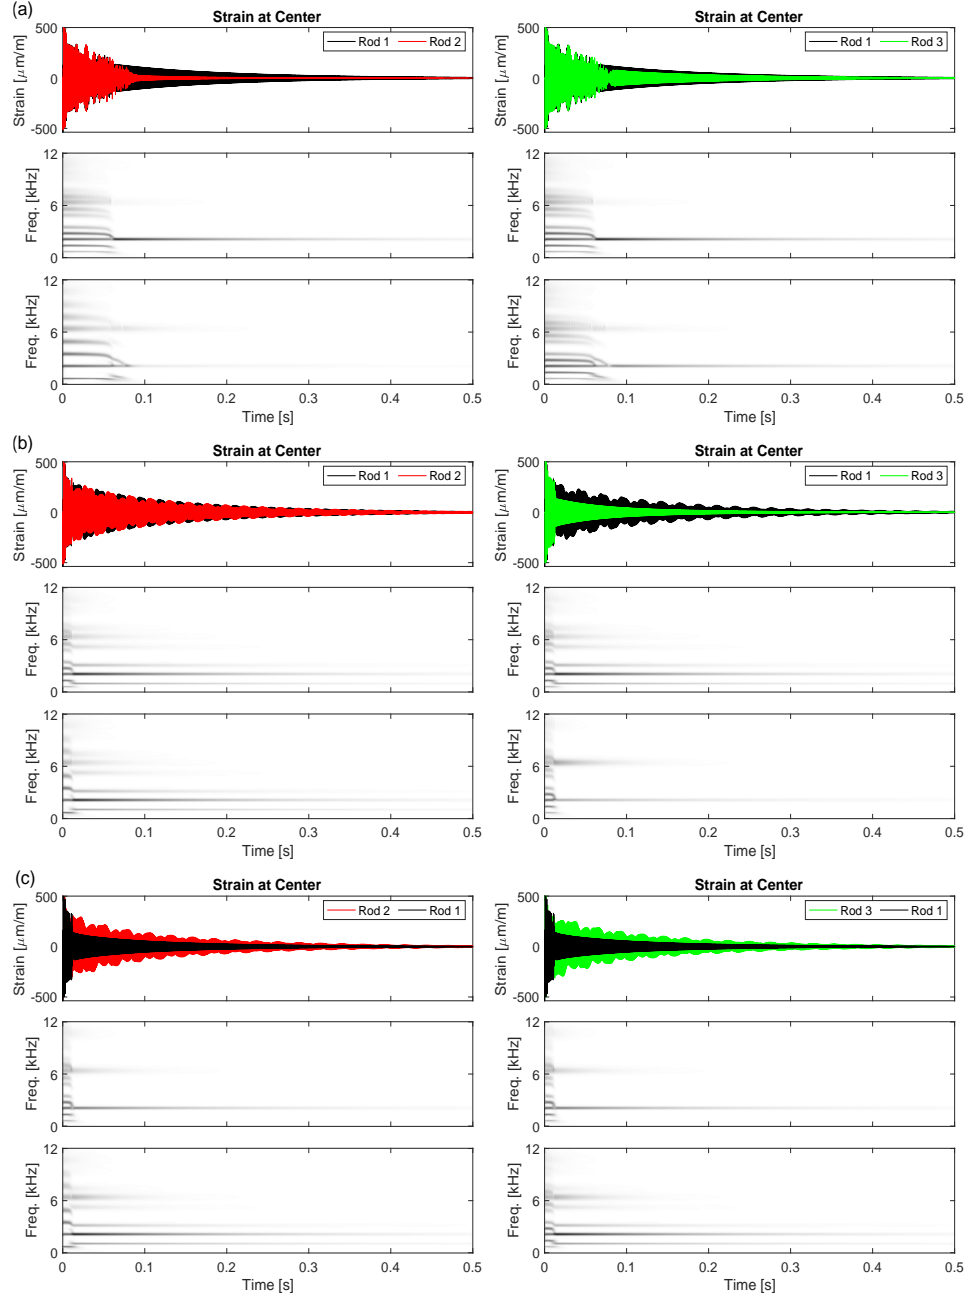 (a)
Strain at Center
Strain at Center
500
0
-500
Strain [μm/m]
Rod 1 Rod 2
500
0
-500
Strain [μm/m]
Rod 1 Rod 3
12
6
0
Freq. [kHz]
12
6
0
Freq. [kHz]
12
6
0
Freq. [kHz]
0 0.1 0.2 0.3 0.4 0.5
Time [s]
12
6
0
Freq. [kHz]
0 0.1 0.2 0.3 0.4 0.5
Time [s]
(b)
Strain at Center
Strain at Center
500
0
-500
Strain [μm/m]
Rod 1 Rod 2
500
0
-500
Strain [μm/m]
Rod 1 Rod 3
12
6
0
Freq. [kHz]
12
6
0
Freq. [kHz]
12
6
0
Freq. [kHz]
0 0.1 0.2 0.3 0.4 0.5
Time [s]
12
6
0
Freq. [kHz]
0 0.1 0.2 0.3 0.4 0.5
Time [s]
(c)
Strain at Center
Strain at Center
500
0
-500
Strain [μm/m]
Rod 2 Rod 1
500
0
-500
Strain [μm/m]
Rod 3 Rod 1
12
6
0
Freq. [kHz]
12
6
0
Freq. [kHz]
12
6
0
Freq. [kHz]
0 0.1 0.2 0.3 0.4 0.5
Time [s]
12
6
0
Freq. [kHz]
0 0.1 0.2 0.3 0.4 0.5
Time [s]